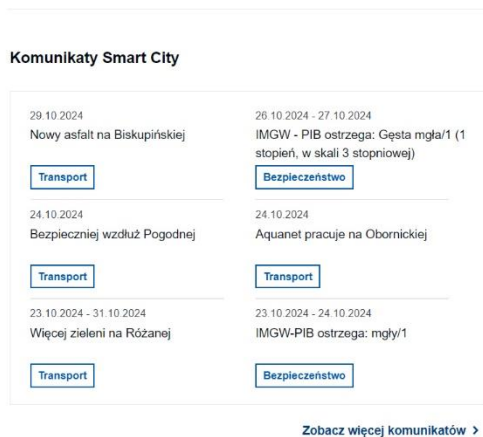 Komunikaty Smart City
29.10.2024
Nowy asfalt na Biskupińskiej
Transport
26.10.2024 - 27.10.2024
IMGW - PIB ostrzega: Gęsta mgła/1 (1
stopień, w skali 3 stopniowej)
Bezpieczeństwo
24.10.2024
Bezpieczniej wzdłuż Pogodnej
Transport
24.10.2024
Aquanet pracuje na Obornickiej
Transport
23.10.2024 - 31.10.2024
Więcej zieleni na Różanej
Transport
23.10.2024 - 24.10.2024
IMGW-PIB ostrzega: mgły/1
Bezpieczeństwo
Zobacz więcej komunikatów >